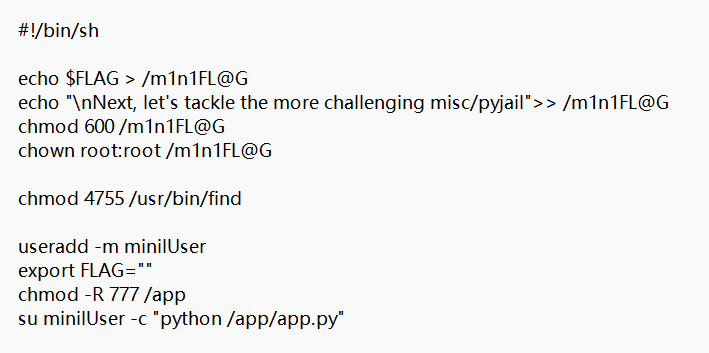 #!/bin/sh
echo $FLAG > /m1n1FL@G
echo "\nNext, let's tackle the more challenging misc/pyjail">> /m1n1FL@G
chmod 600 /m1n1FL@G
chown root:root /m1n1FL@G
chmod 4755 /usr/bin/find
useradd -m minilUser
export FLAG=""
chmod -R 777 /app
su minilUser -c "python /app/app.py"